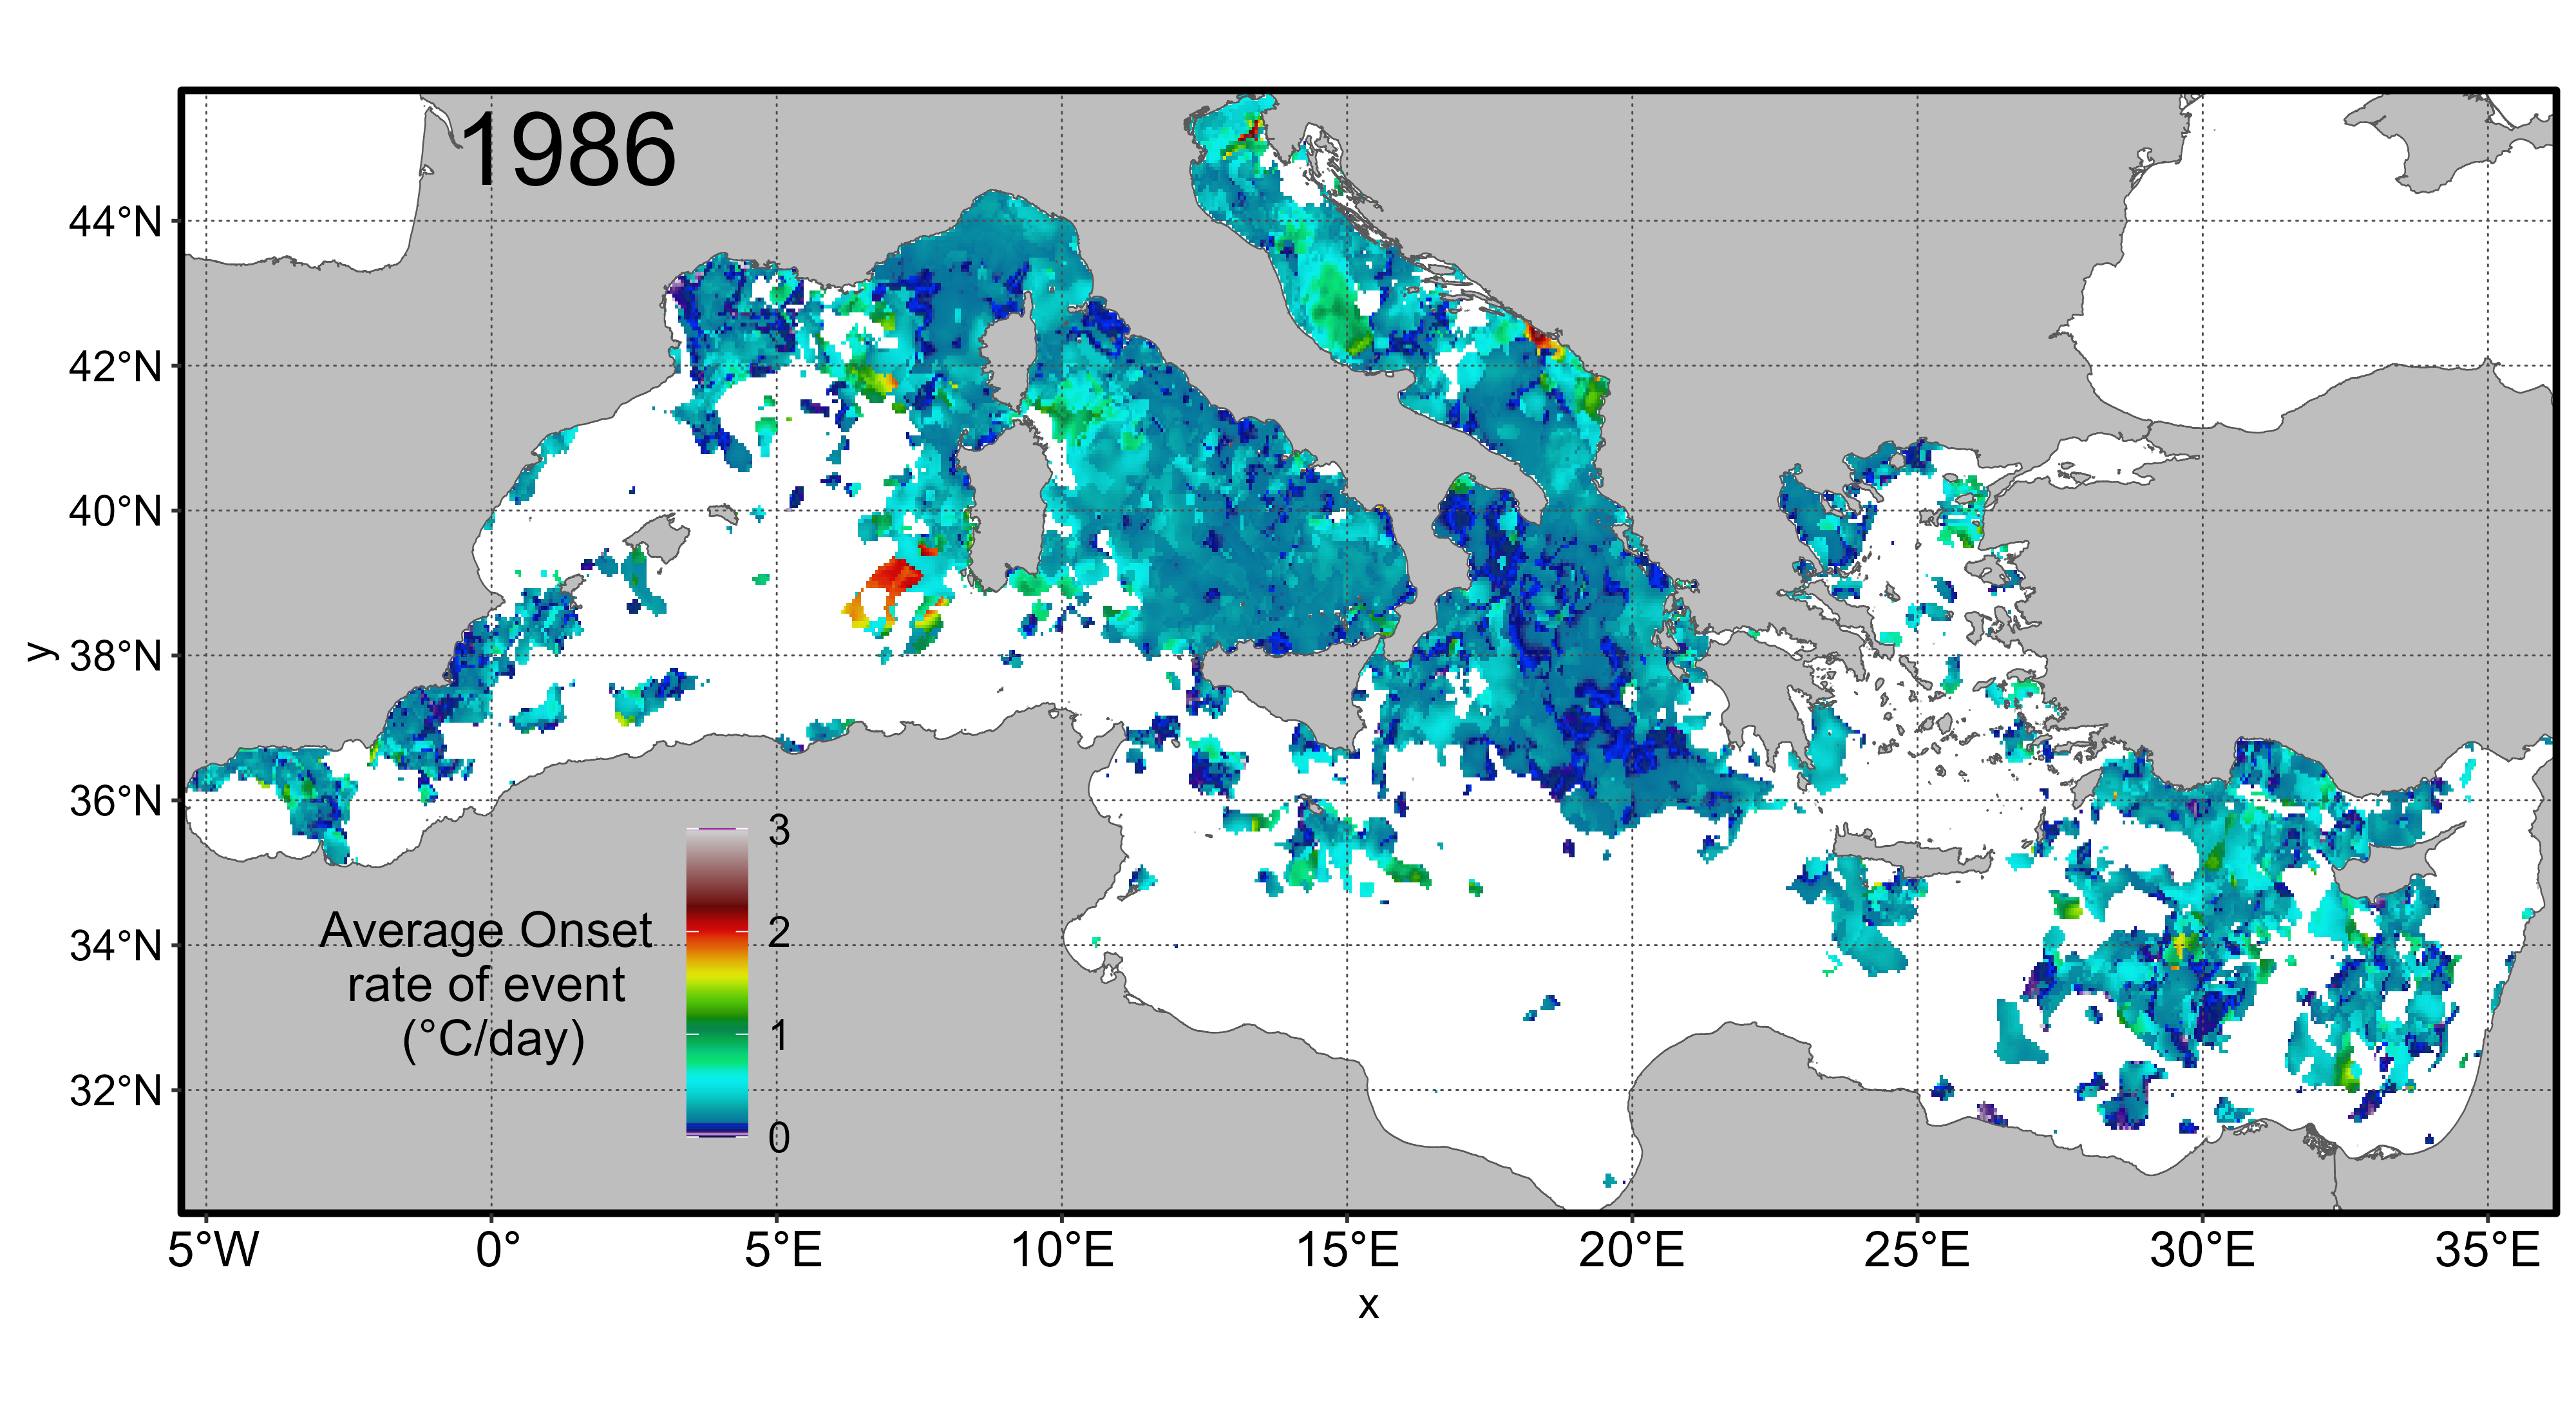 1986
44°N
42°N
40°N
38°N
36°N
34°N
32°N
y
3
2
1
0
Average Onset
rate of event
(°C/day)
5°W 0° 5°E 10°E 15°E 20°E 25°E 30°E 35°E
x